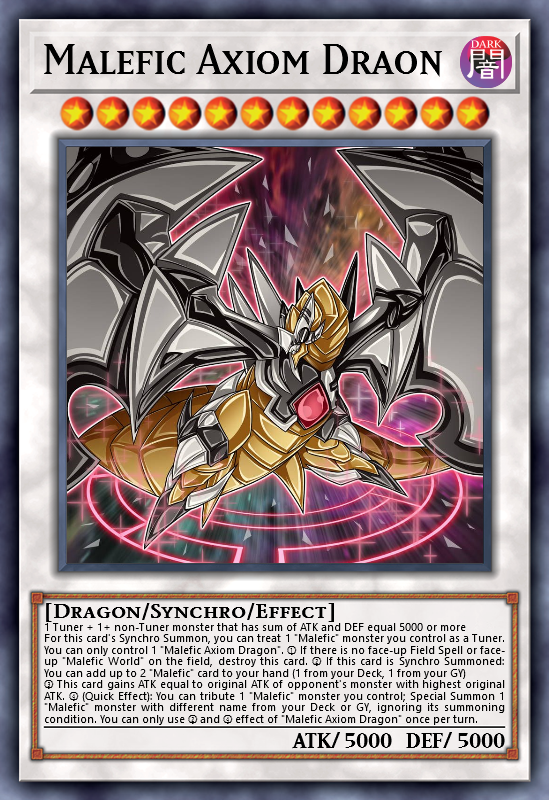 MALEFIC AXIOM DRAON
DARK
闇
[DRAGON/SYNCHRO/EFFECT]
1 Tuner + 1+ non-Tuner monster that has sum of ATK and DEF equal 5000 or more
For this card's Synchro Summon, you can treat 1 "Malefic" monster you control as a Tuner.
You can only control 1 "Malefic Axiom Dragon". ① If there is no face-up Field Spell or face-
up "Malefic World" on the field, destroy this card. ② If this card is Synchro Summoned:
You can add up to 2 "Malefic" card to your hand (1 from your Deck, 1 from your GY)
③ This card gains ATK equal to original ATK of opponent's monster with highest original
ATK. ④ (Quick Effect): You can tribute 1 "Malefic" monster you control; Special Summon 1
"Malefic" monster with different name from your Deck or GY, ignoring its summoning
condition. You can only use ② and ④ effect of "Malefic Axiom Dragon" once per turn.
ATK/ 5000 DEF/ 5000